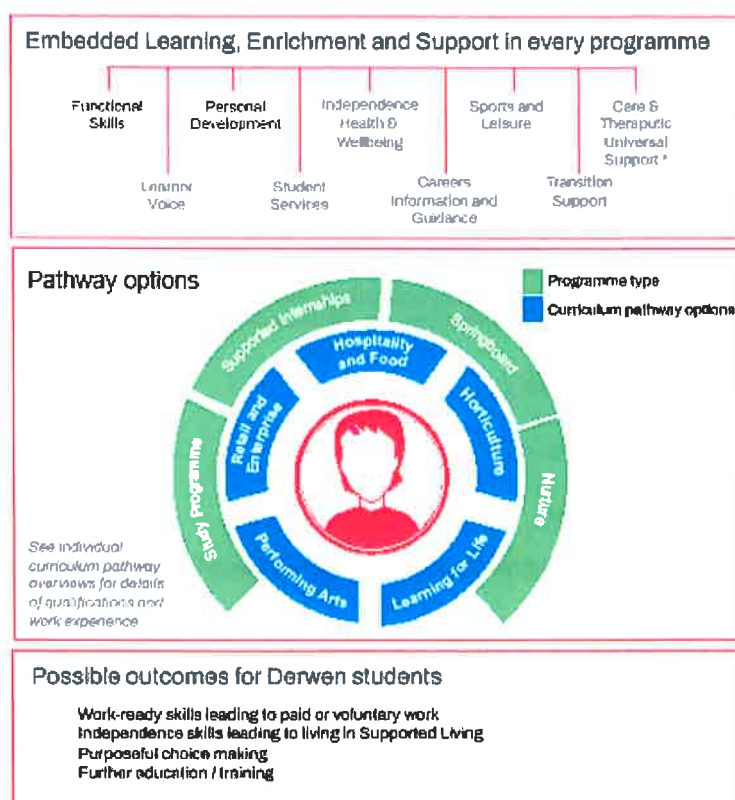 Embedded Learning, Enrichment and Support in every programme
Functional
Skills
Personal
Development
Independence
Health &
Wellbeing
Sports and
Leisure
Care &
Theraputic
Universal
Support *
Learner
Voice
Student
Services
Careers
Information and
Guidance
Transition
Support
Pathway options
Programme type
Curriculum pathway options
Supported Internships
Springboard
Study Programme
Nurture
Hospitality
and Food
Retail and
Enterprise
Horticulture
Performing Arts
Learning for Life
See individual
curriculum pathway
overviews for details
of qualifications and
work experience
Possible outcomes for Derwen students
Work-ready skills leading to paid or voluntary work
Independence skills leading to living in Supported Living
Purposeful choice making
Further education / training